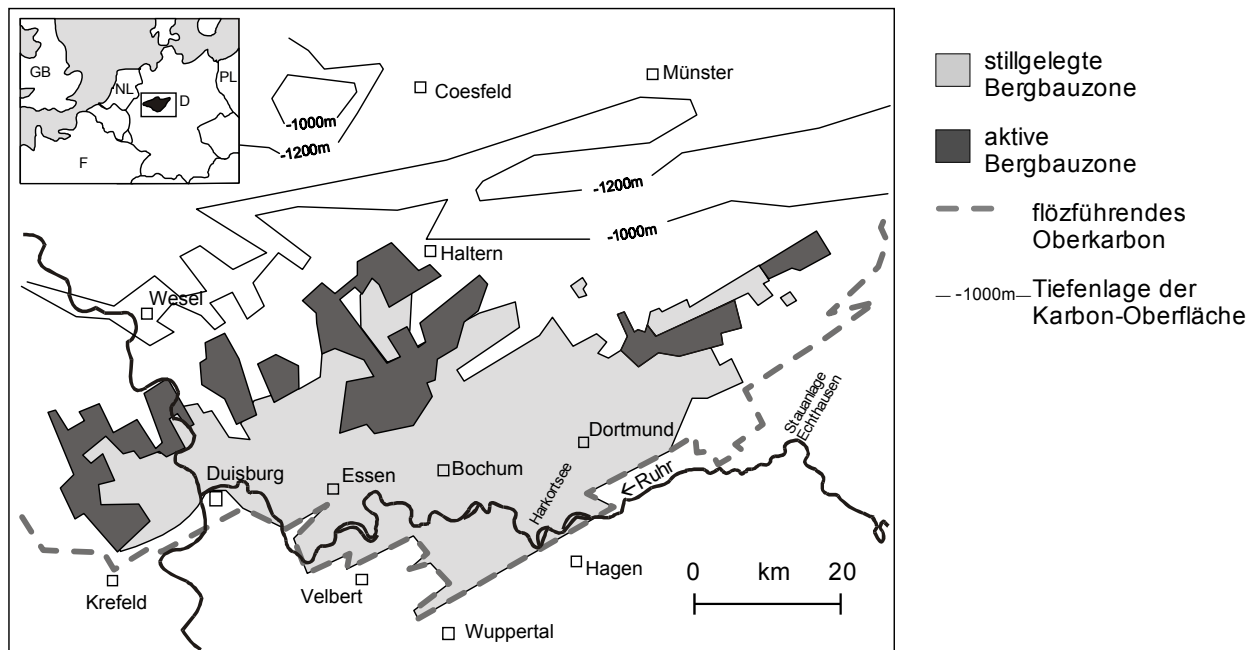 GB
NL
D
PL
F
-1000m
-1200m
Coesfeld
Münster
-1200m
-1000m
Haltern
Wesel
Duisburg
Essen
Bochum
Dortmund
Harkortsee
←Ruhr
Stauanlage
Echthausen
Krefeld
Velbert
Hagen
Wuppertal
0 km 20
stillgelegte
Bergbauzone
aktive
Bergbauzone
flözführendes
Oberkarbon
-1000m Tiefenlage der
Karbon-Oberfläche